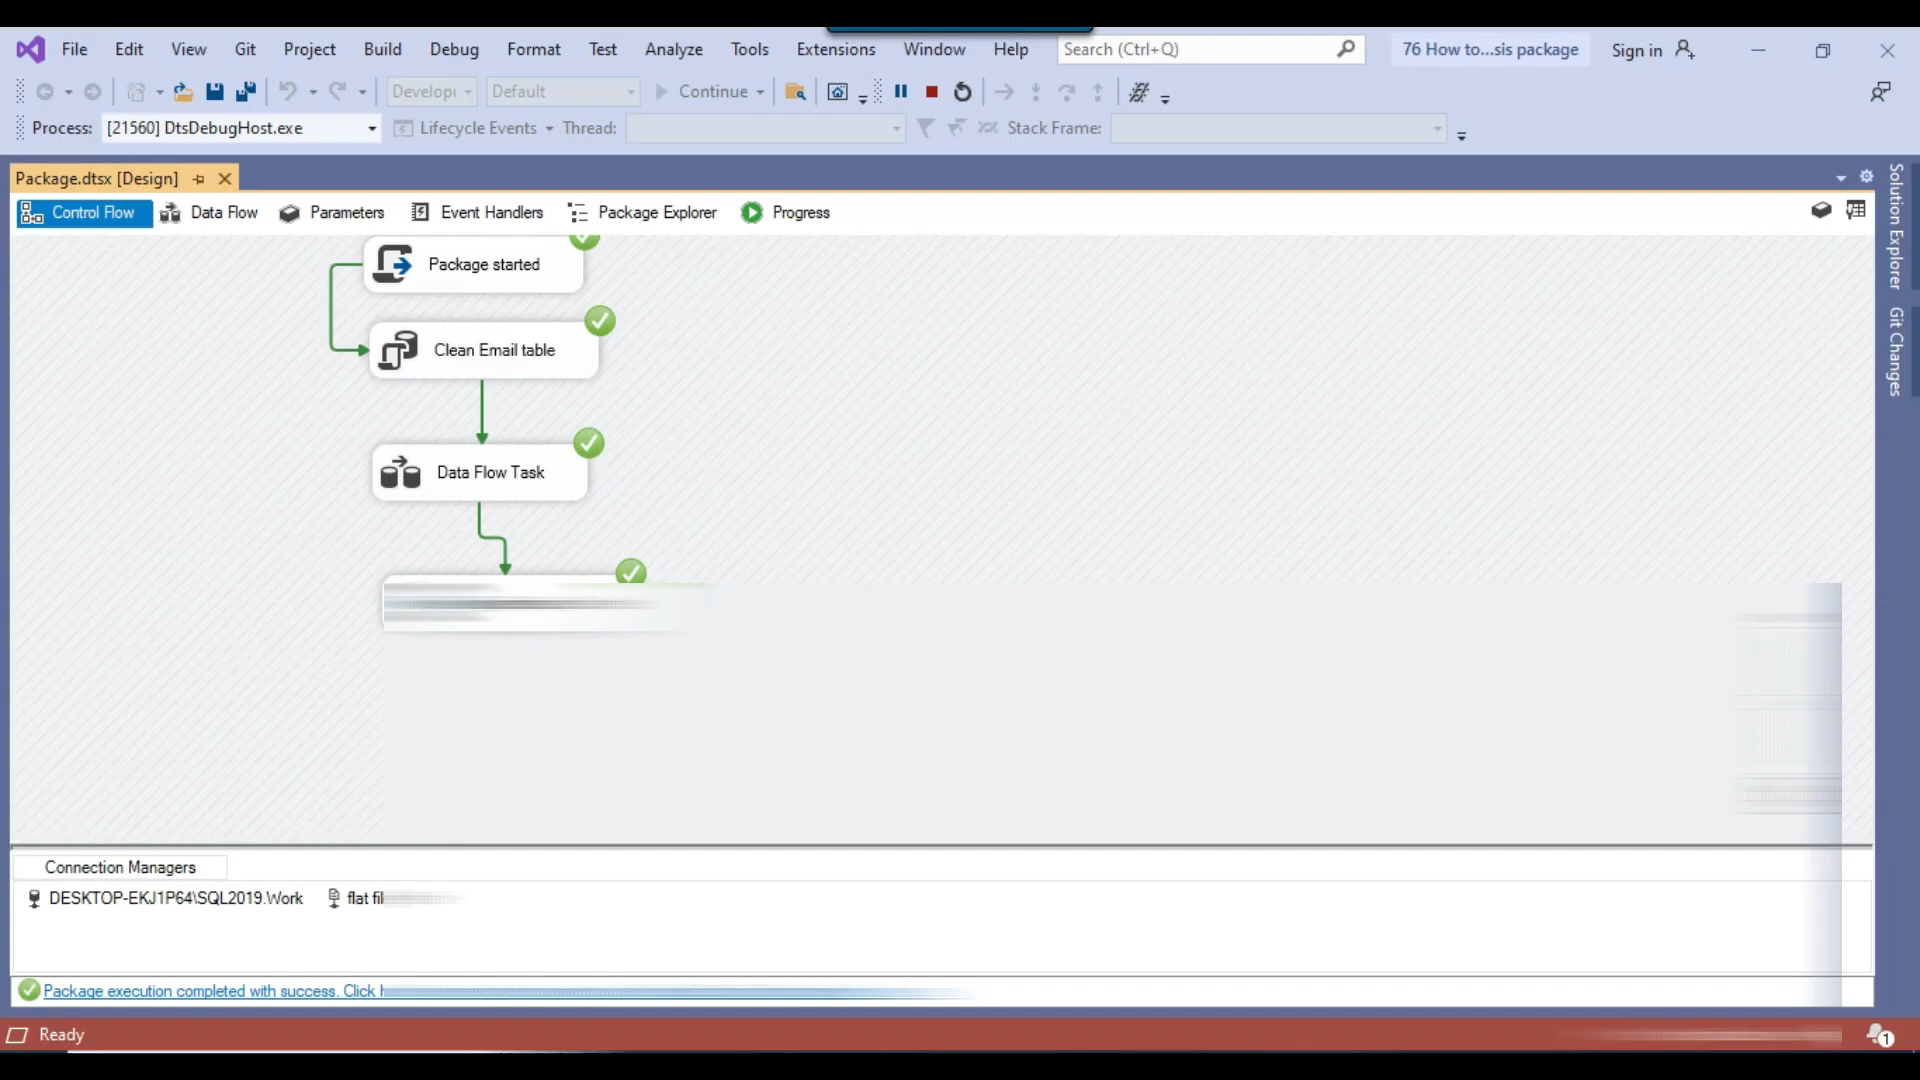 File Edit View Git Project Build Debug Format Test Analyze Tools Extensions Window Help Search (Ctrl+Q) 76 How to...sis package Sign in
Develop Default Continue
Process: [21560] DtsDebugHost.exe Lifecycle Events Thread: Stack Frame:
Package.dtsx [Design]
Control Flow Data Flow Parameters Event Handlers Package Explorer Progress
Package started
Clean Email table
Data Flow Task
Connection Managers
DESKTOP-EKJ1P64\SQL2019.Work flat
Package execution completed with success. Click
Ready
1
Solution Explorer
Git Changes